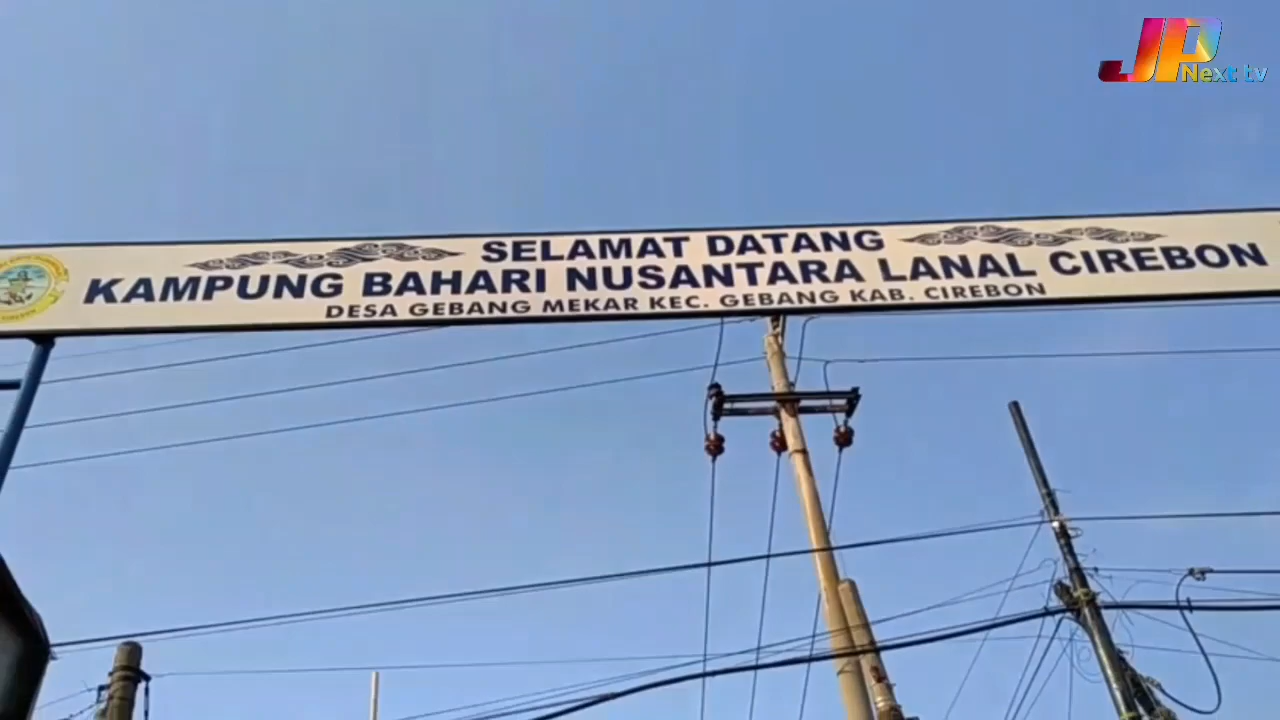 JP
Next tv
SELAMAT DATANG
KAMPUNG BAHARI NUSANTARA LANAL CIREBON
DESA GEBANG MEKAR KEC. GEBANG KAB. CIREBON